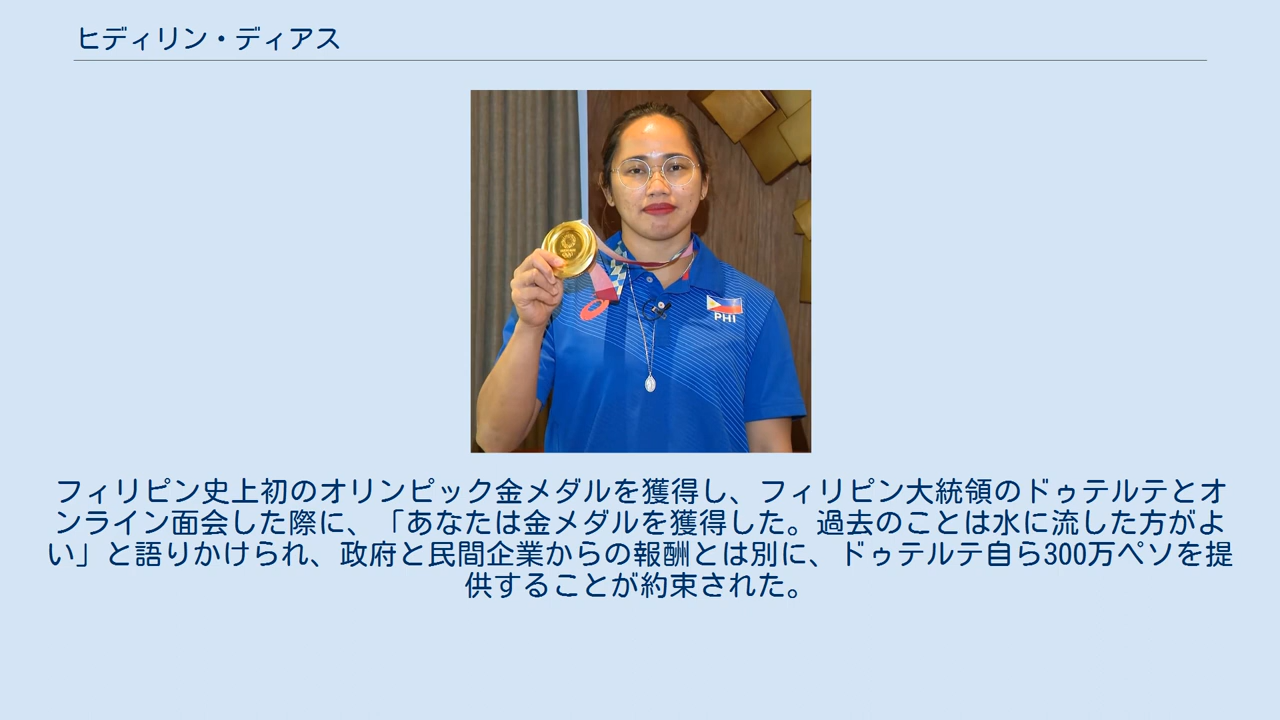 ヒディリン・ディアス
PHI
フィリピン史上初のオリンピック金メダルを獲得し、フィリピン大統領のドゥテルテとオ
ンライン面会した際に、「あなたは金メダルを獲得した。過去のことは水に流した方がよ
い」と語りかけられ、政府と民間企業からの報酬とは別に、ドゥテルテ自ら300万ペソを提
供することが約束された。